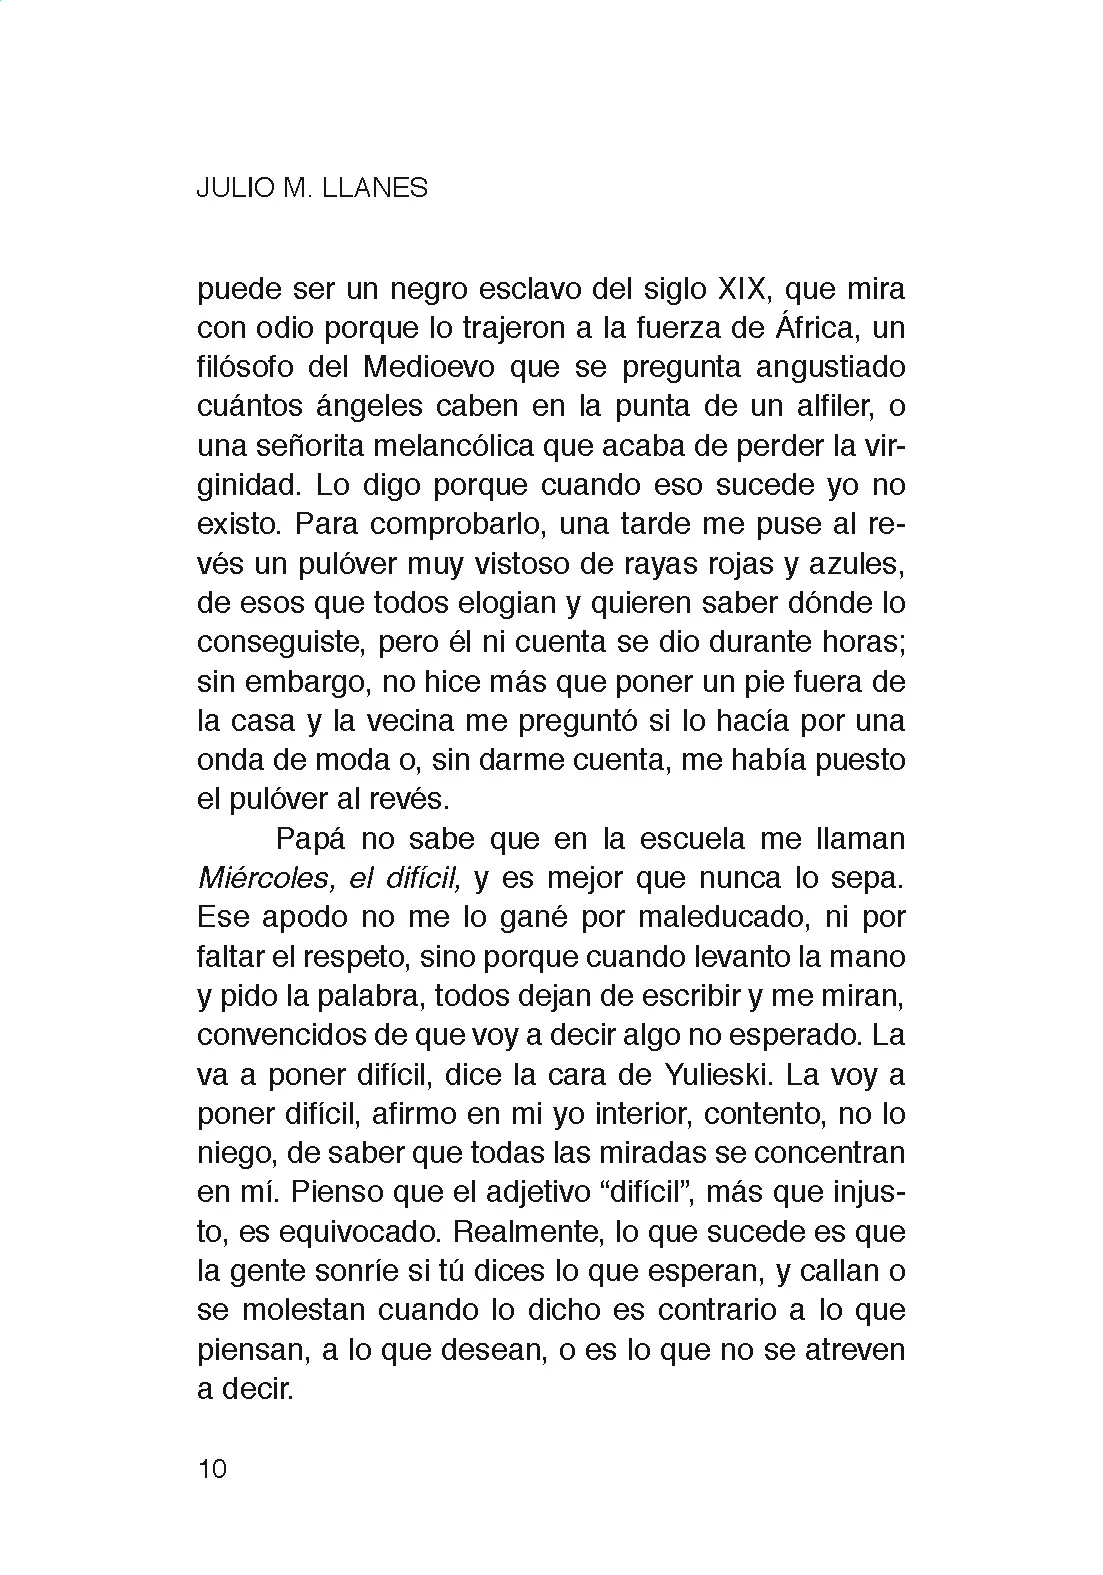 JULIO M. LLANES
puede ser un negro esclavo del siglo XIX, que mira
con odio porque lo trajeron a la fuerza de África, un
filósofo del Medioevo que se pregunta angustiado
cuántos ángeles caben en la punta de un alfiler, o
una señorita melancólica que acaba de perder la vir-
ginidad. Lo digo porque cuando eso sucede yo no
existo. Para comprobarlo, una tarde me puse al re-
vés un pulóver muy vistoso de rayas rojas y azules,
de esos que todos elogian y quieren saber dónde lo
conseguiste, pero él ni cuenta se dio durante horas;
sin embargo, no hice más que poner un pie fuera de
la casa y la vecina me preguntó si lo hacía por una
onda de moda o, sin darme cuenta, me había puesto
el pulóver al revés.
Papá no sabe que en la escuela me llaman
Miércoles, el difícil, y es mejor que nunca lo sepa.
Ese apodo no me lo gané por maleducado, ni por
faltar el respeto, sino porque cuando levanto la mano
y pido la palabra, todos dejan de escribir y me miran,
convencidos de que voy a decir algo no esperado. La
va a poner difícil, dice la cara de Yulieski. La voy a
poner difícil, afirmo en mi yo interior, contento, no lo
niego, de saber que todas las miradas se concentran
en mí. Pienso que el adjetivo “difícil”, más que injus-
to, es equivocado. Realmente, lo que sucede es que
la gente sonríe si tú dices lo que esperan, y callan o
se molestan cuando lo dicho es contrario a lo que
piensan, a lo que desean, o es lo que no se atreven
a decir.
10